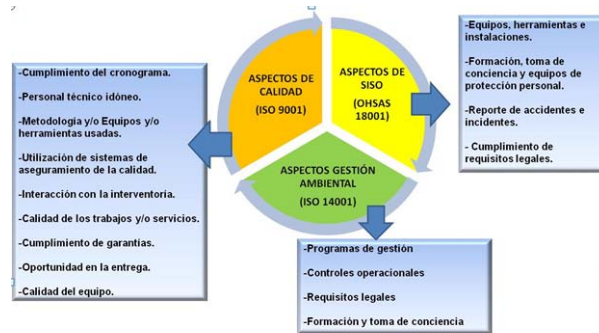 -Cumplimiento del cronograma.
-Personal técnico idóneo.
-Metodología y/o Equipos y/o
herramientas usadas.
-Utilización de sistemas de
aseguramiento de la calidad.
-Interacción con la interventoría.
-Calidad de los trabajos y/o servicios.
-Cumplimiento de garantías.
-Oportunidad en la entrega.
-Calidad del equipo.
ASPECTOS DE
CALIDAD
(ISO 9001)
ASPECTOS DE
SISO
(OHSAS
18001)
ASPECTOS GESTIÓN
AMBIENTAL
(ISO 14001)
-Equipos, herramientas e
instalaciones.
-Formación, toma de
conciencia y equipos de
protección personal.
-Reporte de accidentes e
incidentes.
- Cumplimiento de
requisitos legales.
-Programas de gestión
-Controles operacionales
-Requisitos legales
-Formación y toma de conciencia